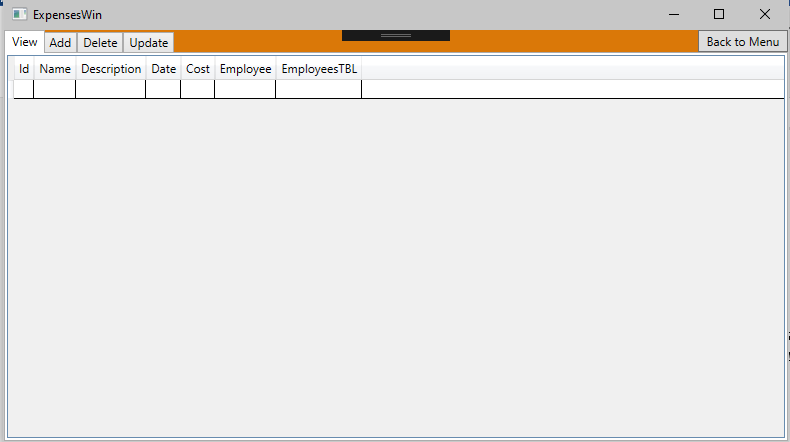 ExpensesWin
View Add Delete Update Back to Menu
Id Name Description Date Cost Employee EmployeesTBL